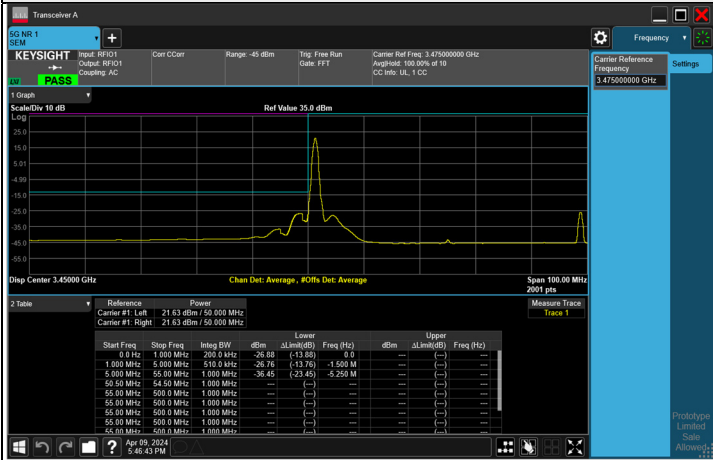 Transceiver A
5G NR 1
SEM
Frequency
KEYSIGHT
Input: RFIO1
Output: RFIO1
Coupling: AC
Corr CCorr
Range: -45 dBm
Trig: Free Run
Gate: FFT
Carrier Ref Freq: 3.475000000 GHz
Avg|Hold: 100.00% of 10
CC Info: UL, 1 CC
LXI
PASS
Carrier Reference
Frequency
3.475000000 GHz
Settings
1 Graph
Scale/Div 10 dB
Ref Value 35.0 dBm
Log
25.0
15.0
5.01
-4.99
-15.0
-25.0
-35.0
-45.0
-55.0
Disp Center 3.45000 GHz
Chan Det: Average , #Offs Det: Average
Span 100.00 MHz
2001 pts
2 Table
Reference Power
Carrier #1: Left 21.63 dBm / 50.000 MHz
Carrier #1: Right 21.63 dBm / 50.000 MHz
Measure Trace
Trace 1
Lower Upper
Start Freq Stop Freq Integ BW dBm ΔLimit(dB) Freq (Hz) dBm ΔLimit(dB) Freq (Hz)
0.0 Hz 1.000 MHz 200.0 kHz -26.88 (-13.88) 0.0 --- (---) ---
1.000 MHz 5.000 MHz 510.0 kHz -26.76 (-13.76) -1.500 M --- (---) ---
5.000 MHz 55.00 MHz 1.000 MHz -36.45 (-23.45) -5.250 M --- (---) ---
50.50 MHz 54.50 MHz 1.000 MHz --- (---) --- --- (---) ---
55.00 MHz 500.0 MHz 1.000 MHz --- (---) --- --- (---) ---
55.00 MHz 500.0 MHz 1.000 MHz --- (---) --- --- (---) ---
55.00 MHz 500.0 MHz 1.000 MHz --- (---) --- --- (---) ---
55.00 MHz 500.0 MHz 1.000 MHz --- (---) --- --- (---) ---
Apr 09, 2024
5:46:43 PM
Prototype
Limited
Sale
Allowed